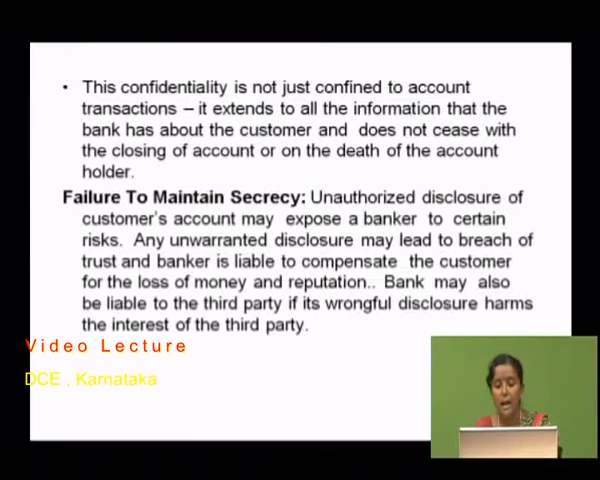 • This confidentiality is not just confined to account
transactions – it extends to all the information that the
bank has about the customer and does not cease with
the closing of account or on the death of the account
holder.
Failure To Maintain Secrecy: Unauthorized disclosure of
customer's account may expose a banker to certain
risks. Any unwarranted disclosure may lead to breach of
trust and banker is liable to compensate the customer
for the loss of money and reputation.. Bank may also
be liable to the third party if its wrongful disclosure harms
the interest of the third party.
Video Lecture
DCE , Karnataka